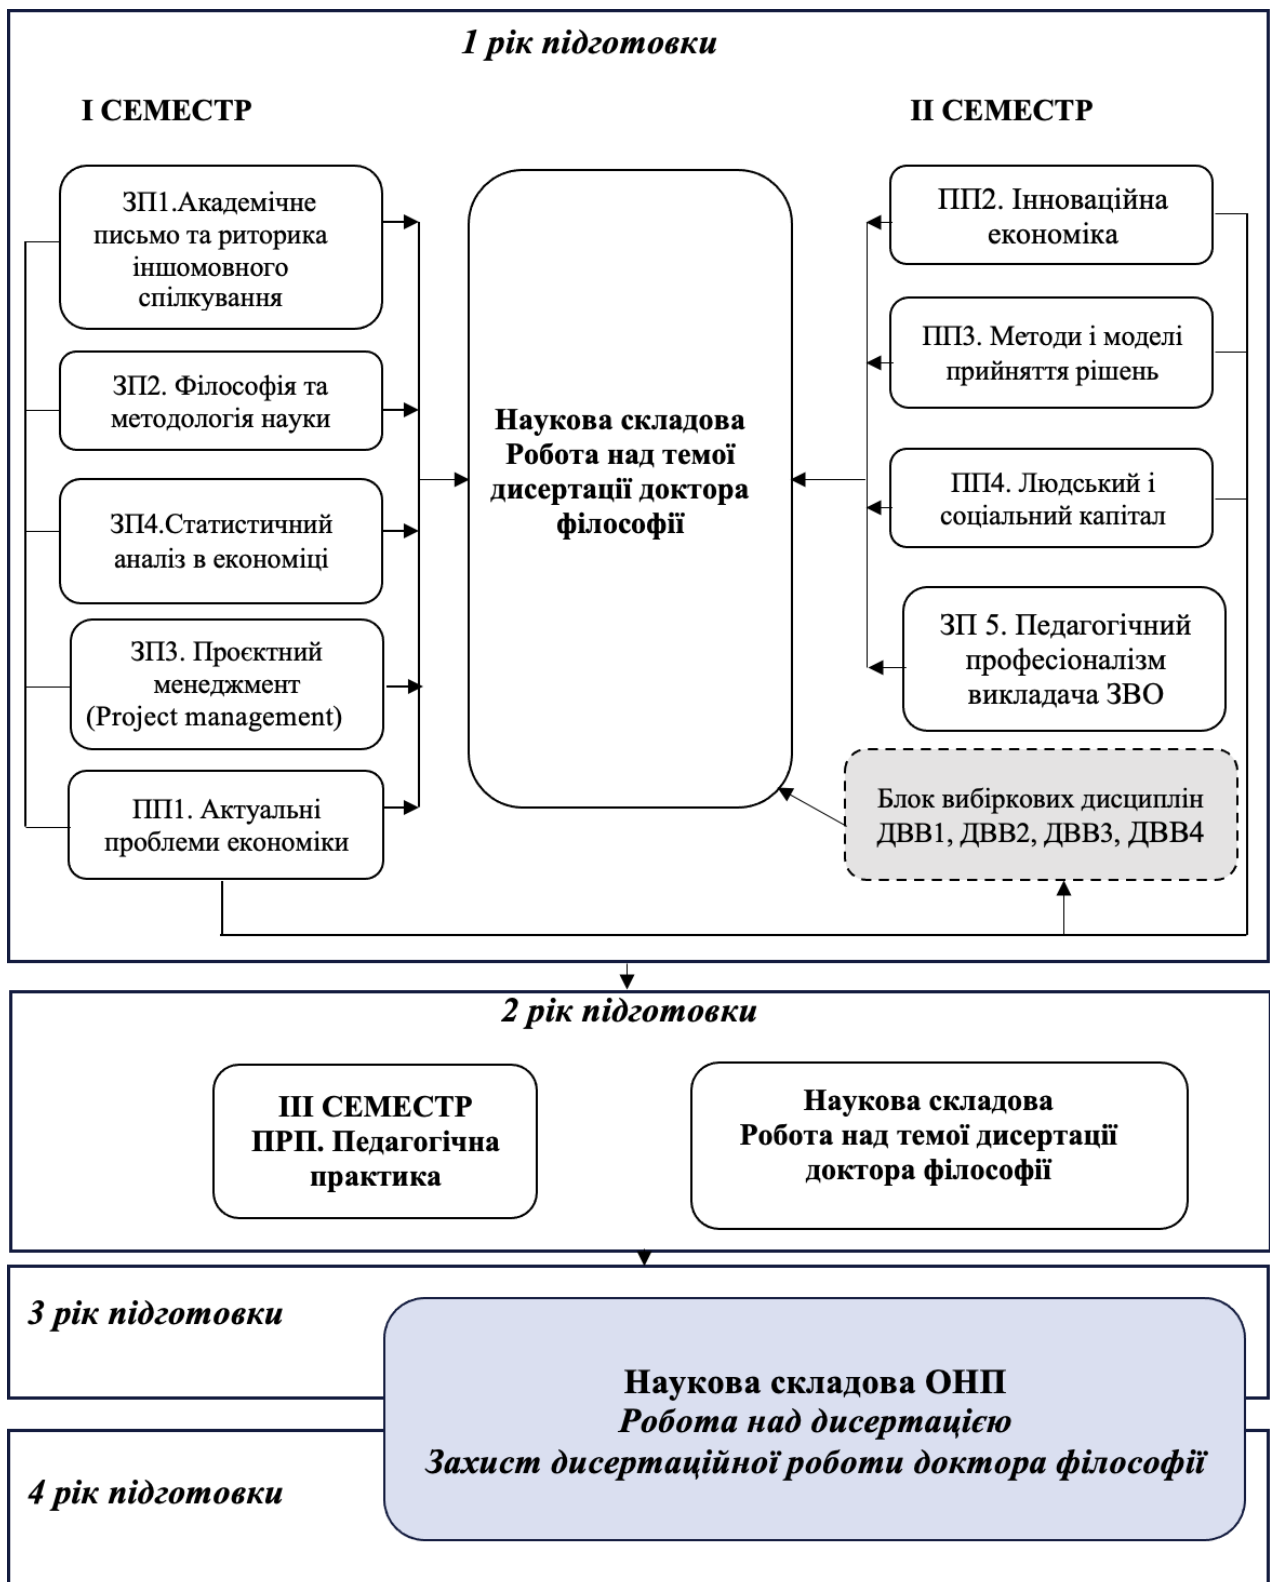 1 рік підготовки
І СЕМЕСТР
ЗП1.Академічне
письмо та риторика
іншомовного
спілкування
ЗП2. Філософія та
методологія науки
ЗП4.Статистичний
аналіз в економіці
ЗП3. Проєктний
менеджмент
(Project management)
ПП1. Актуальні
проблеми економіки
Наукова складова
Робота над темої
дисертації доктора
філософії
ІІ СЕМЕСТР
ПП2. Інноваційна
економіка
ПП3. Методи і моделі
прийняття рішень
ПП4. Людський і
соціальний капітал
ЗП 5. Педагогічний
професіоналізм
викладача ЗВО
Блок вибіркових дисциплін
ДВВ1, ДВВ2, ДВВ3, ДВВ4
2 рік підготовки
ІІІ СЕМЕСТР
ПРП. Педагогічна
практика
Наукова складова
Робота над темої дисертації
доктора філософії
3 рік підготовки
Наукова складова ОНП
Робота над дисертацією
Захист дисертаційної роботи доктора філософії
4 рік підготовки